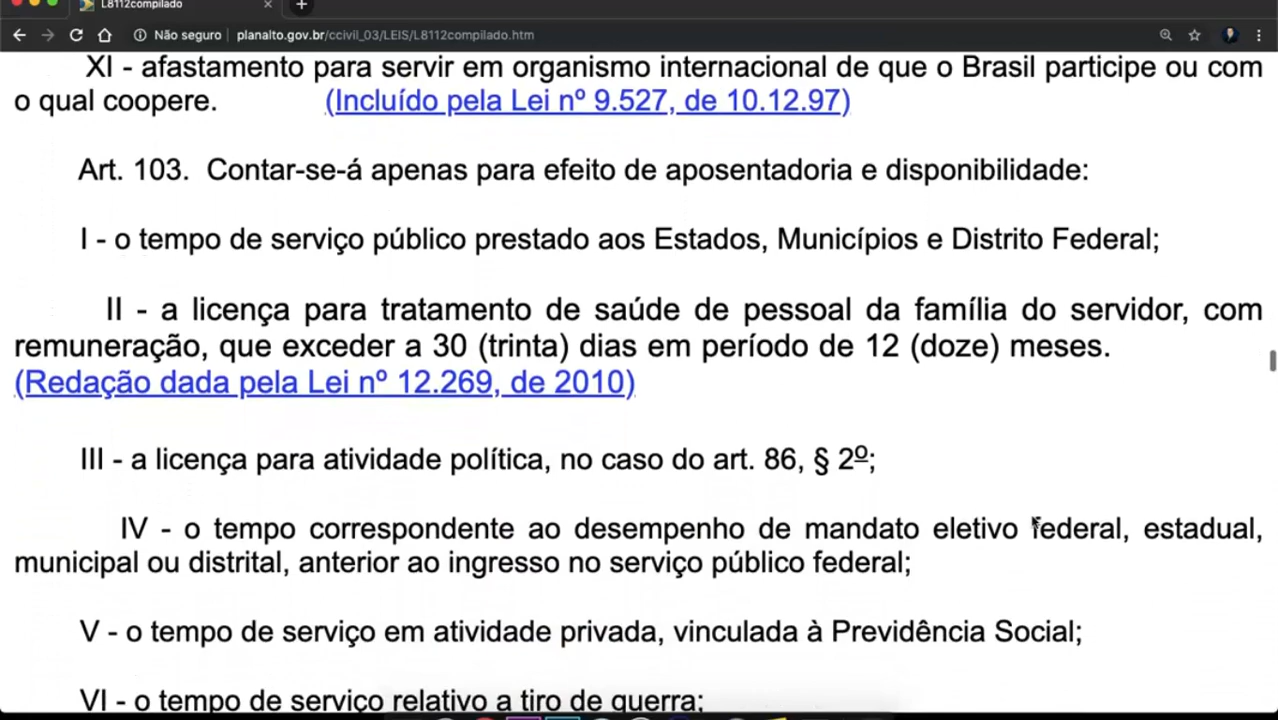 L8112compilado
Não seguro planalto.gov.br/ccivil_03/LEIS/L8112compilado.htm
XI - afastamento para servir em organismo internacional de que o Brasil participe ou com
o qual coopere. (Incluído pela Lei nº 9.527, de 10.12.97)
Art. 103. Contar-se-á apenas para efeito de aposentadoria e disponibilidade:
I - o tempo de serviço público prestado aos Estados, Municípios e Distrito Federal;
II - a licença para tratamento de saúde de pessoal da família do servidor, com
remuneração, que exceder a 30 (trinta) dias em período de 12 (doze) meses.
(Redação dada pela Lei nº 12.269, de 2010)
III - a licença para atividade política, no caso do art. 86, § 2º;
IV - o tempo correspondente ao desempenho de mandato eletivo federal, estadual,
municipal ou distrital, anterior ao ingresso no serviço público federal;
V - o tempo de serviço em atividade privada, vinculada à Previdência Social;
VI - o tempo de serviço relativo a tiro de guerra;